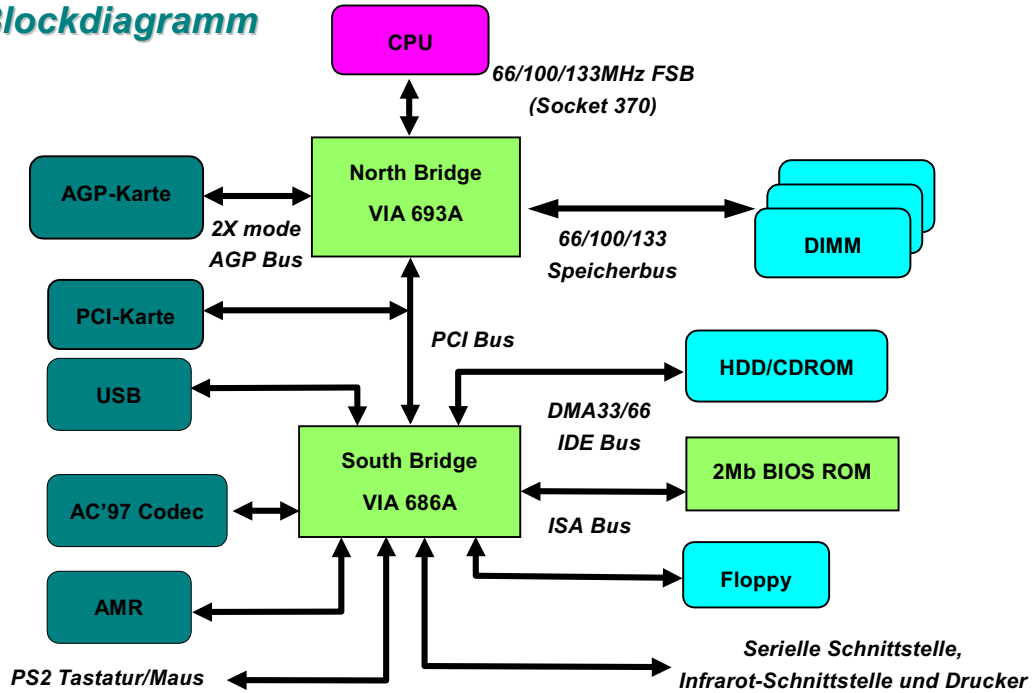 Blockdiagramm
CPU
66/100/133MHz FSB
(Socket 370)
North Bridge
VIA 693A
AGP-Karte
2X mode
AGP Bus
66/100/133
Speicherbus
DIMM
PCI-Karte
PCI Bus
USB
HDD/CDROM
DMA33/66
IDE Bus
South Bridge
VIA 686A
2Mb BIOS ROM
AC’97 Codec
ISA Bus
Floppy
AMR
PS2 Tastatur/Maus
Serielle Schnittstelle,
Infrarot-Schnittstelle und Drucker